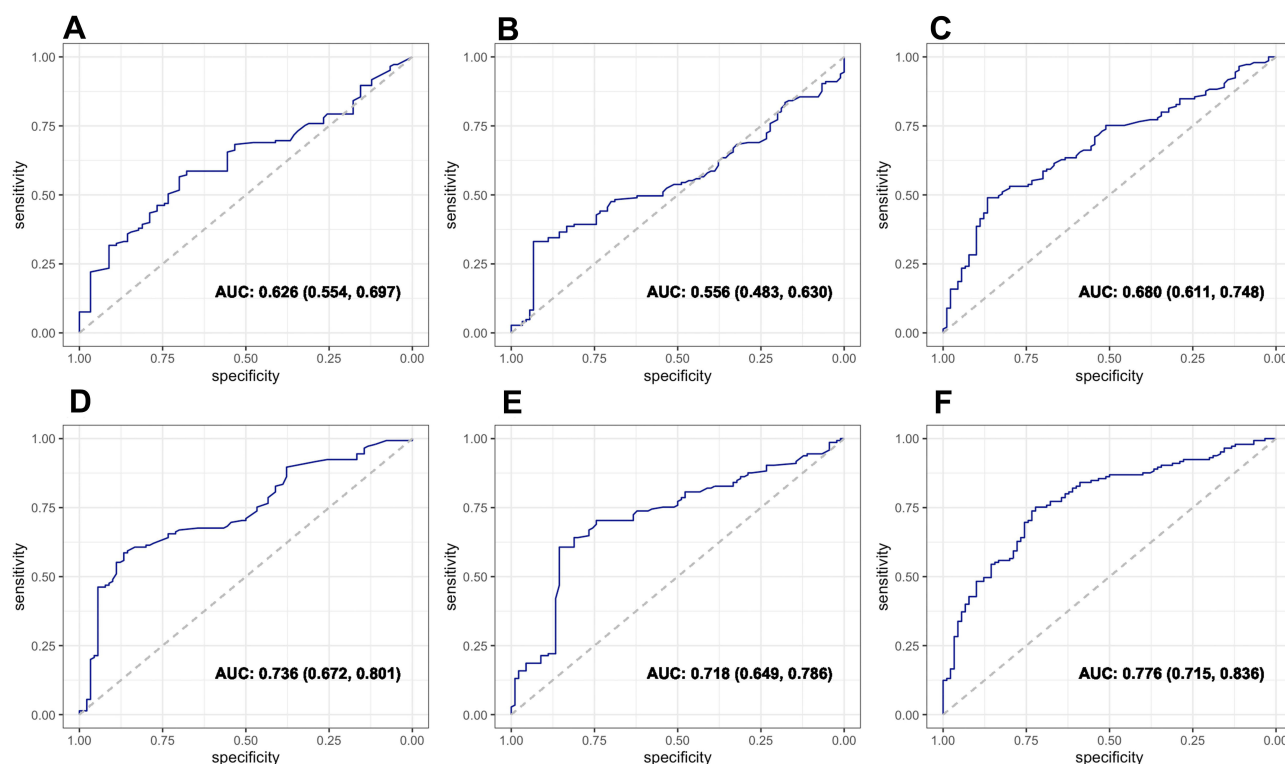 A
B
C
1.00
0.75
0.50
0.25
0.00
sensitivity
AUC: 0.626 (0.554, 0.697)
1.00 0.75 0.50 0.25 0.00
specificity
1.00
0.75
0.50
0.25
0.00
sensitivity
AUC: 0.556 (0.483, 0.630)
1.00 0.75 0.50 0.25 0.00
specificity
1.00
0.75
0.50
0.25
0.00
sensitivity
AUC: 0.680 (0.611, 0.748)
1.00 0.75 0.50 0.25 0.00
specificity
D
E
F
1.00
0.75
0.50
0.25
0.00
sensitivity
AUC: 0.736 (0.672, 0.801)
1.00 0.75 0.50 0.25 0.00
specificity
1.00
0.75
0.50
0.25
0.00
sensitivity
AUC: 0.718 (0.649, 0.786)
1.00 0.75 0.50 0.25 0.00
specificity
1.00
0.75
0.50
0.25
0.00
sensitivity
AUC: 0.776 (0.715, 0.836)
1.00 0.75 0.50 0.25 0.00
specificity